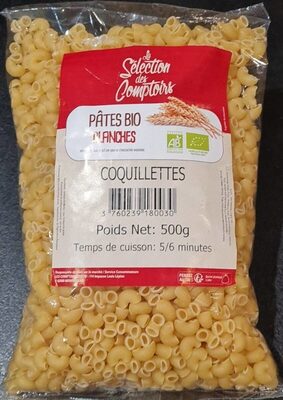 la
Sélection
des
Comptoirs
PÂTES BIO
BLANCHES
AB
COQUILLETTES
3 760239 180030
Poids Net: 500g
Temps de cuisson: 5/6 minutes